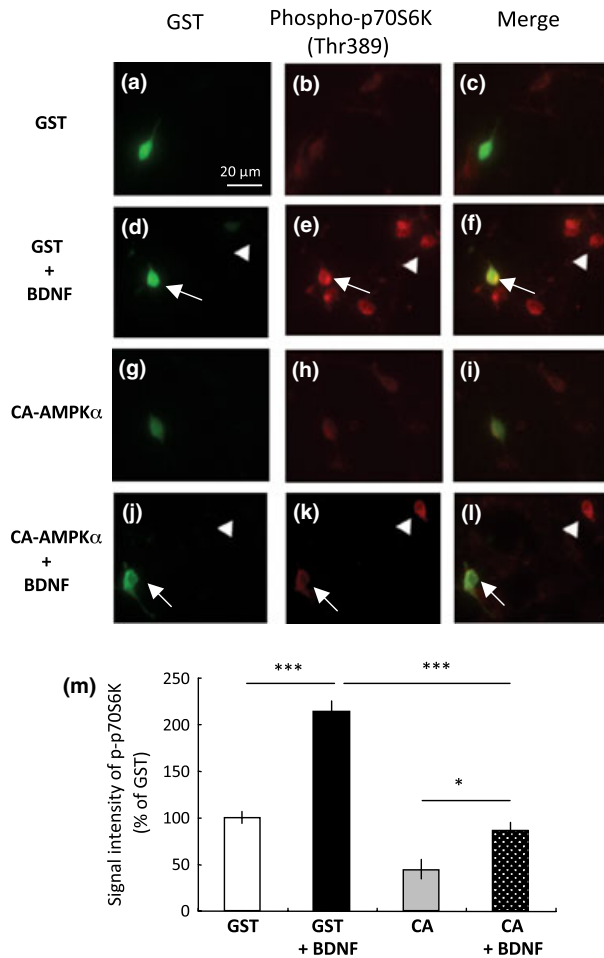 GST
Phospho-p70S6K
(Thr389)
Merge
GST
(a)
20 μm
(b)
(c)
GST
+
BDNF
(d)
(e)
(f)
CA-AMPKα
(g)
(h)
(i)
CA-AMPKα
+
BDNF
(j)
(k)
(l)
(m)
Signal intensity of p-p70S6K
(% of GST)
250
200
150
100
50
0
***
***
*
GST
GST
+ BDNF
CA
CA
+ BDNF